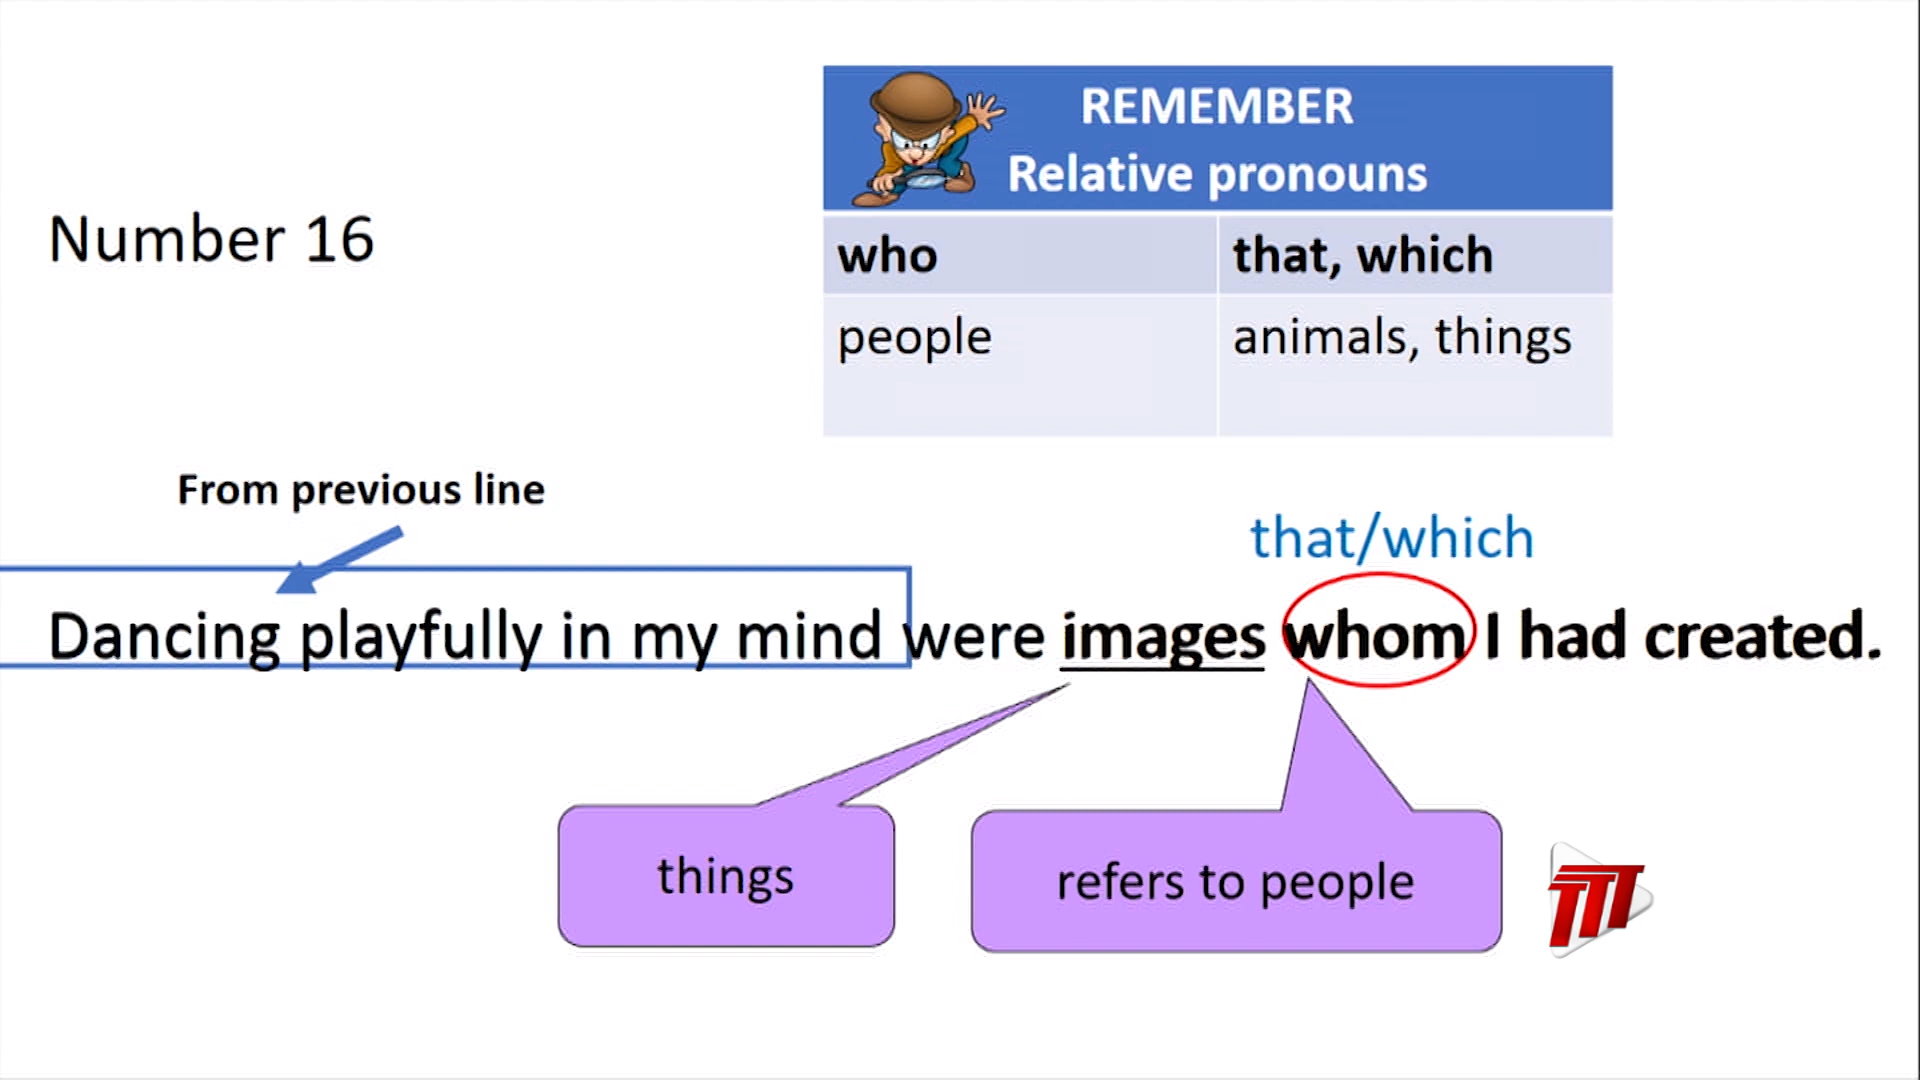 REMEMBER
Relative pronouns
Number 16
who
that, which
people
animals, things
From previous line
that/which
Dancing playfully in my mind were images whom I had created.
things
refers to people
TTT